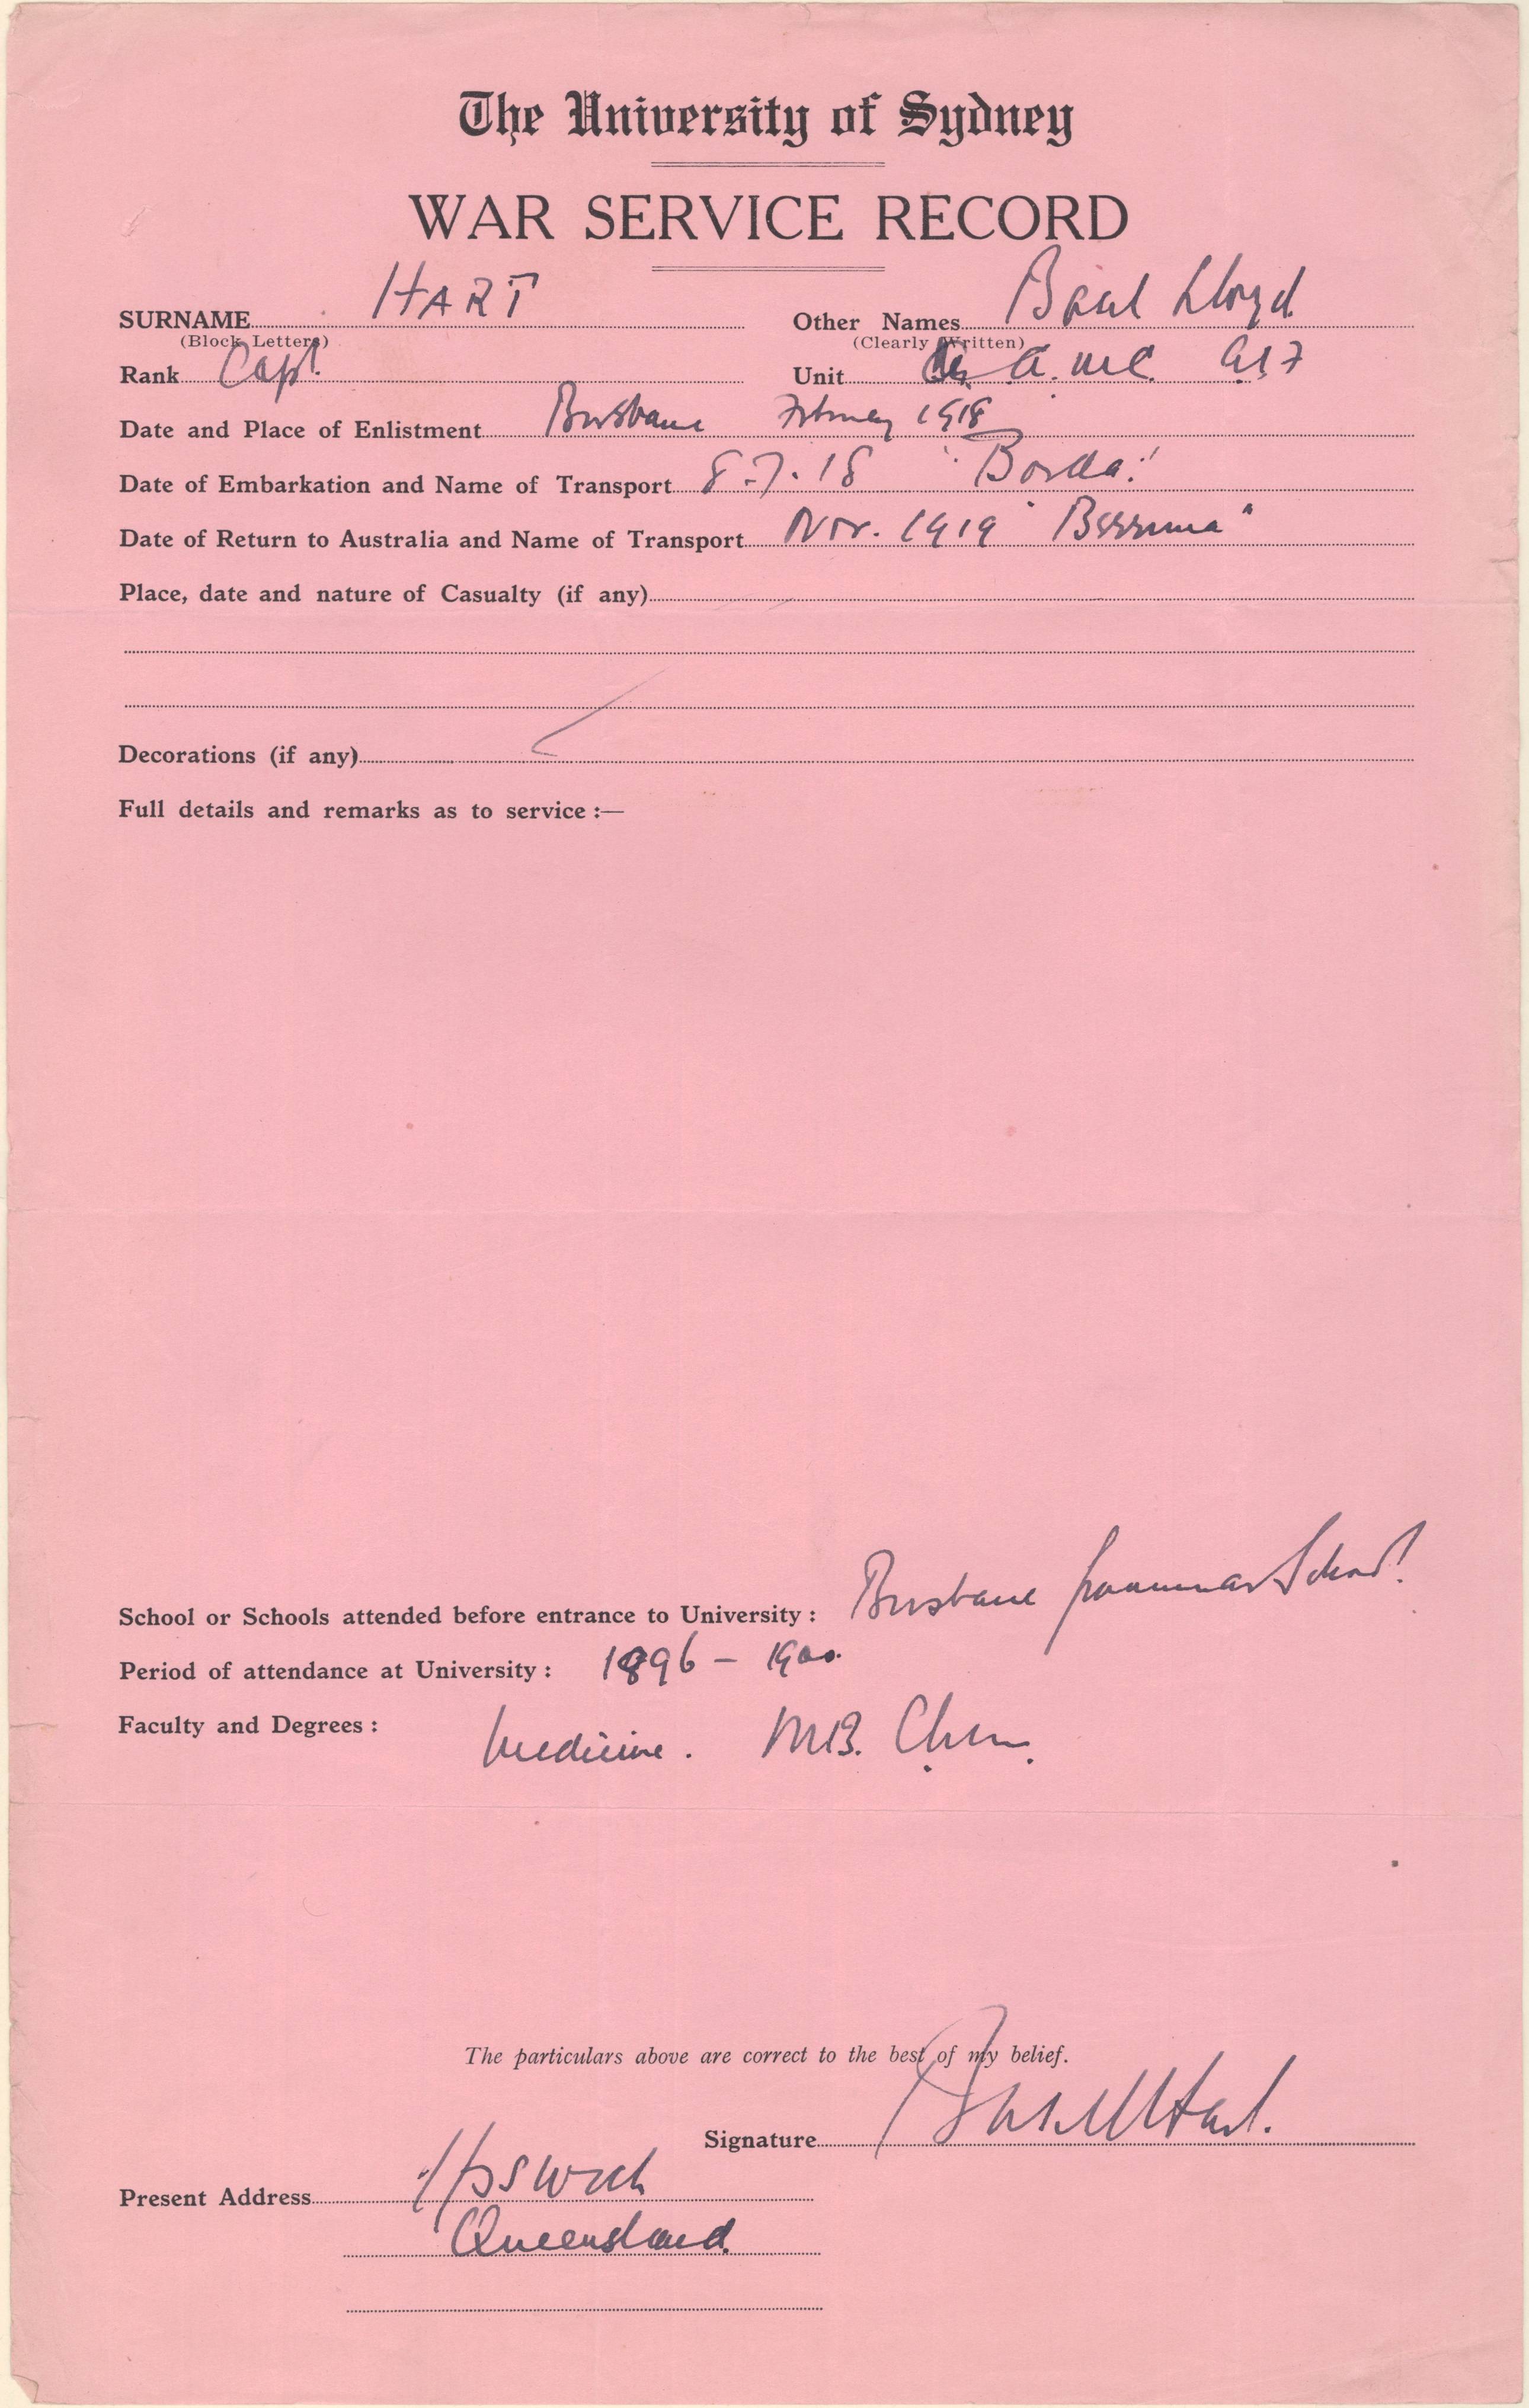 The University of Sydney
WAR SERVICE RECORD
SURNAME HART Other Names Basil Lloyd
(Block Letters) (Clearly Written)
Rank Capt. Unit A. M C. A I F
Date and Place of Enlistment Brisbane February 1918
Date of Embarkation and Name of Transport 8.7.18 "Borda"
Date of Return to Australia and Name of Transport Nov. 1919 "Berrima"
Place, date and nature of Casualty (if any)
Decorations (if any)
Full details and remarks as to service :—
School or Schools attended before entrance to University : Brisbane Grammar School
Period of attendance at University : 1896 – 1900.
Faculty and Degrees : Medicine. MB. Ch.M.
The particulars above are correct to the best of my belief.
Signature Hart.
Present Address Ipswich
Queensland.